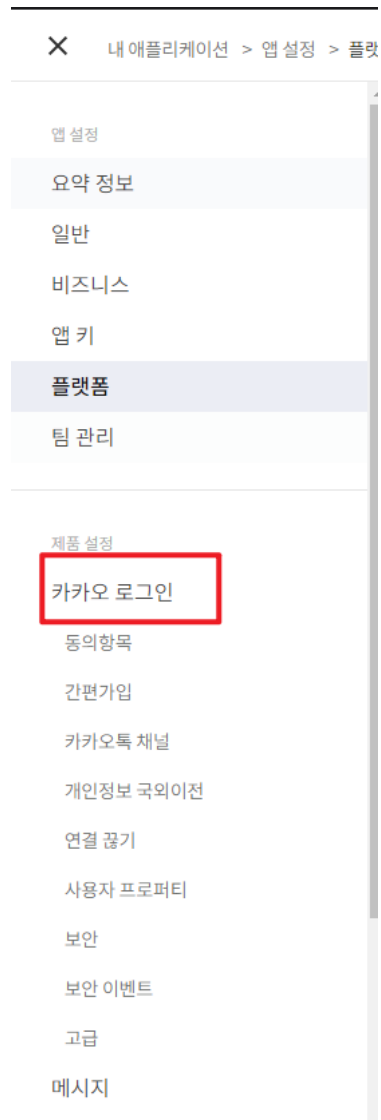 내 애플리케이션 > 앱 설정 > 플랫
앱 설정
요약 정보
일반
비즈니스
앱 키
플랫폼
팀 관리
제품 설정
카카오 로그인
동의항목
간편가입
카카오톡 채널
개인정보 국외이전
연결 끊기
사용자 프로퍼티
보안
보안 이벤트
고급
메시지